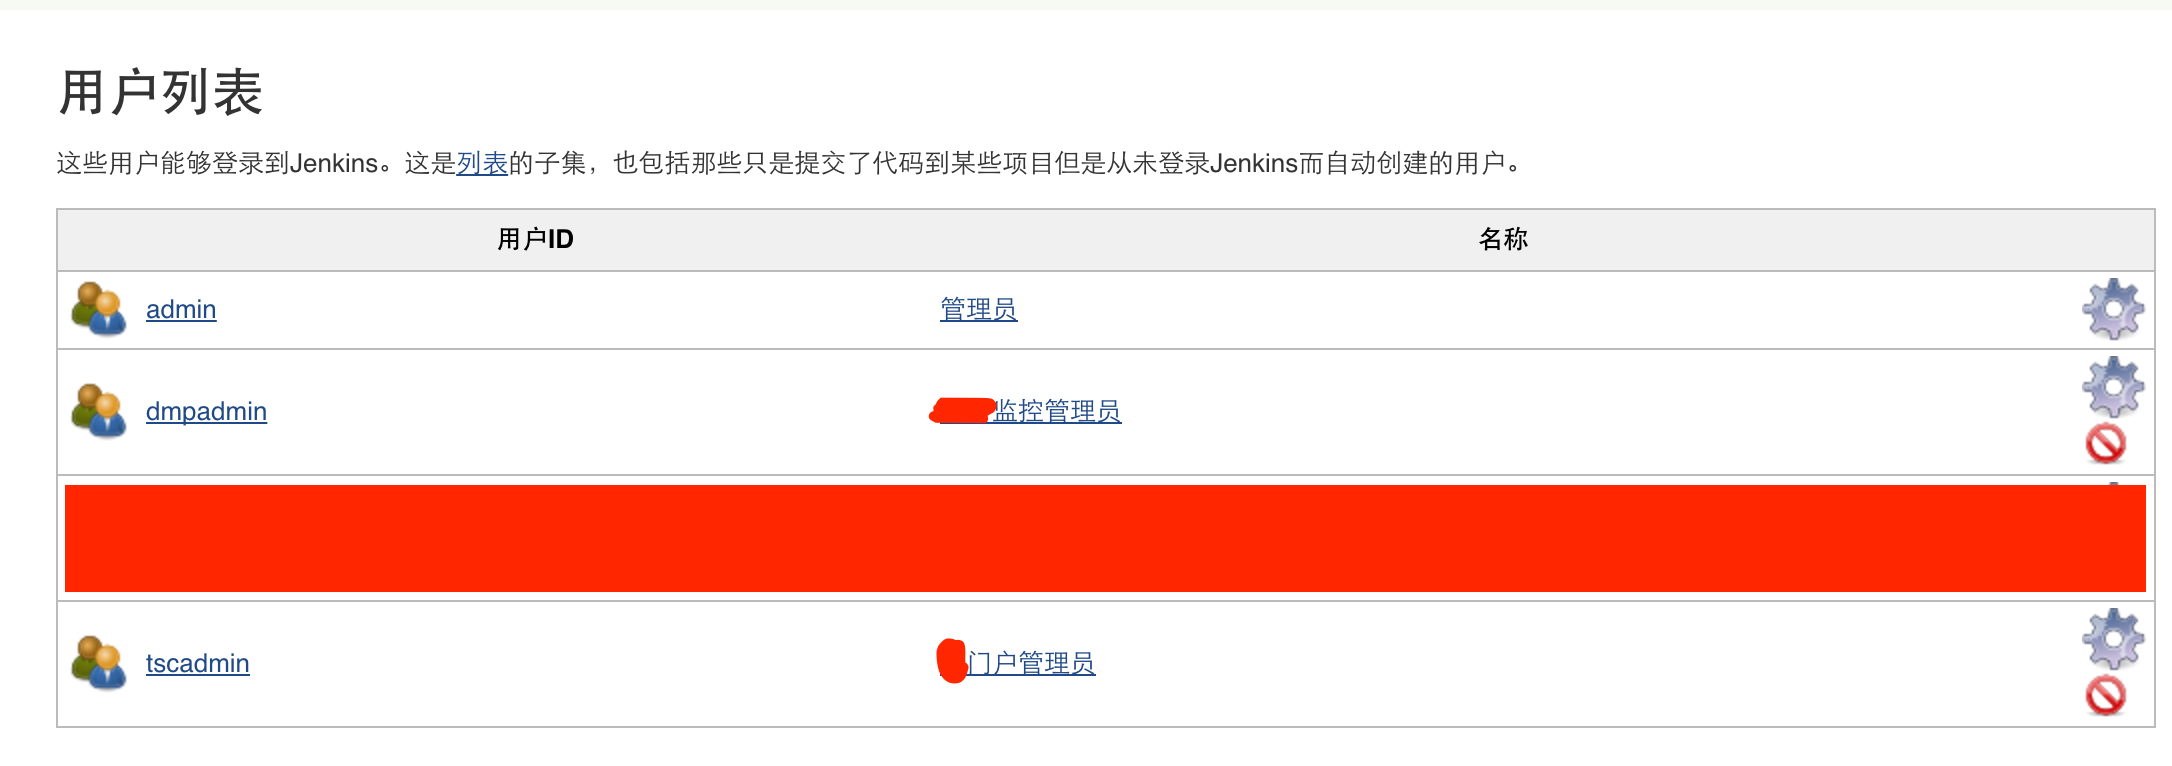 用户列表
这些用户能够登录到Jenkins。这是列表的子集，也包括那些只是提交了代码到某些项目但是从未登录Jenkins而自动创建的用户。
用户ID 名称
admin 管理员
dmpadmin 监控管理员
tscadmin 门户管理员